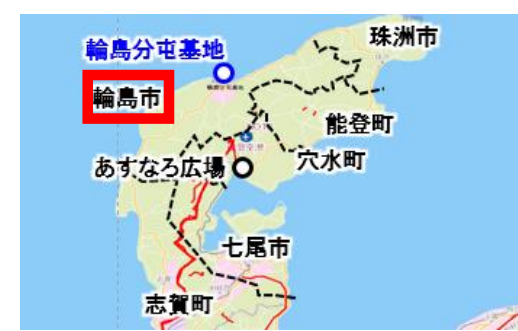 珠洲市
輪島分屯基地
輪島市
能登町
穴水町
あすなろ広場
七尾市
志賀町